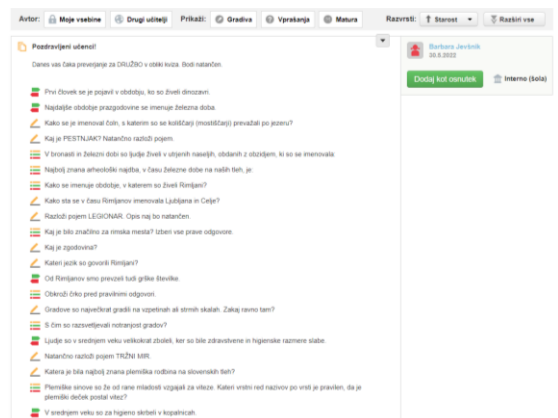 Avtor: Moje vsebine Drugi učitelji Prikaži: Gradiva Vprašanja Matura Razvrsti: Starost Razširi vse
Pozdravljeni učenci!
Danes vas čaka preverjanje za DRUŽBO v obliki kviza. Bodi natančen.
Prvi človek se je pojavil v obdobju, ko so živeli dinozavri.
Najdaljše obdobje prazgodovine se imenuje železna doba.
Kako se je imenoval čoln, s katerim so se koliščarji (mostiščarji) prevažali po jezeru?
Kaj je PESTNJAK? Natančno razloži pojem.
V bronasti in železni dobi so ljudje živeli v utrjenih naseljih, obdanih z obzidjem, ki so se imenovala:
Najbolj znana arheološki najdba, v času železne dobe na naših tleh, je:
Kako se imenuje obdobje, v katerem so živeli Rimljani?
Kako sta se v času Rimljanov imenovala Ljubljana in Celje?
Razloži pojem LEGIONAR. Opis naj bo natančen.
Kaj je bilo značilno za rimska mesta? Izberi vse prave odgovore.
Kaj je zgodovina?
Kateri jezik so govorili Rimljani?
Od Rimljanov smo prevzeli tudi grške številke.
Obkroži črko pred pravilnimi odgovori.
Gradove so največkrat gradili na vzpetinah ali strmih skalah. Zakaj ravno tam?
S čim so razsvetljevali notranjost gradov?
Ljudje so v srednjem veku velikokrat zboleli, ker so bile zdravstvene in higienske razmere slabe.
Natančno razloži pojem TRŽNI MIR.
Katera je bila najbolj znana plemiška rodbina na slovenskih tleh?
Plemiške sinove so že od rane mladosti vzgajali za viteze. Kateri vrstni red nazivov po vrsti je pravilen, da je
plemiški deček postal vitez?
V srednjem veku so za higieno skrbeli v kopalnicah.
Barbara Jevšnik
30.8.2022
Dodaj kot osnutek Interno (šola)